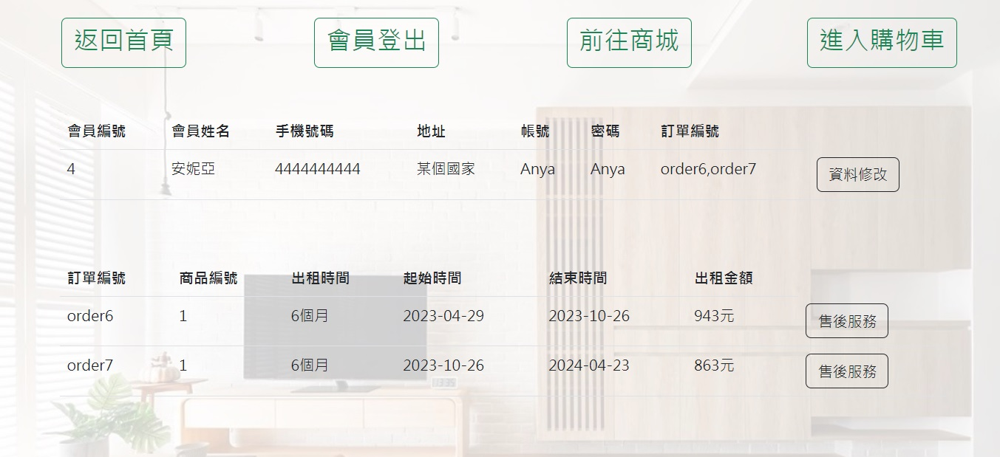 返回首頁 會員登出 前往商城 進入購物車
會員編號 會員姓名 手機號碼 地址 帳號 密碼 訂單編號
4 安妮亞 4444444444 某個國家 Anya Anya order6,order7 資料修改
訂單編號 商品編號 出租時間 起始時間 結束時間 出租金額
order6 1 6個月 2023-04-29 2023-10-26 943元 售後服務
order7 1 6個月 2023-10-26 2024-04-23 863元 售後服務
13:35